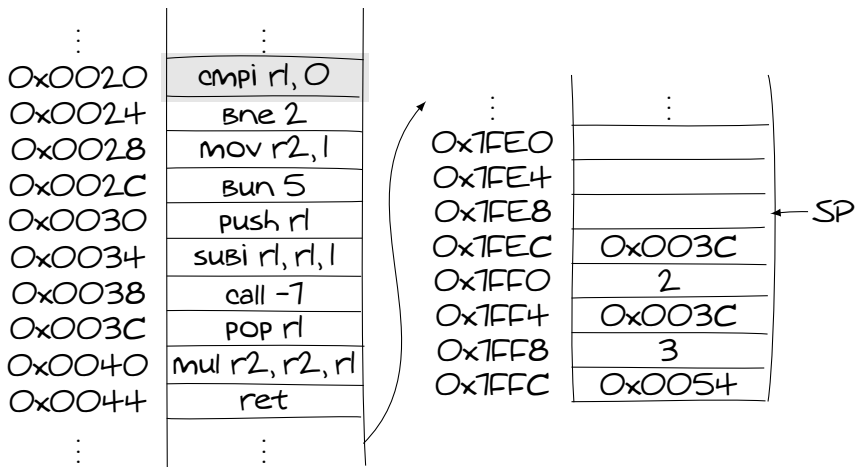 ⋮ ⋮
0x0020 cmpi r1, 0
0x0024 bne 2
0x0028 mov r2, 1
0x002C bun 5
0x0030 push r1
0x0034 subi r1, r1, 1
0x0038 call -7
0x003C pop r1
0x0040 mul r2, r2, r1
0x0044 ret
⋮ ⋮
⋮ ⋮
0x7FE0
0x7FE4
0x7FE8
0x7FEC 0x003C
0x7FF0 2
0x7FF4 0x003C
0x7FF8 3
0x7FFC 0x0054
SP